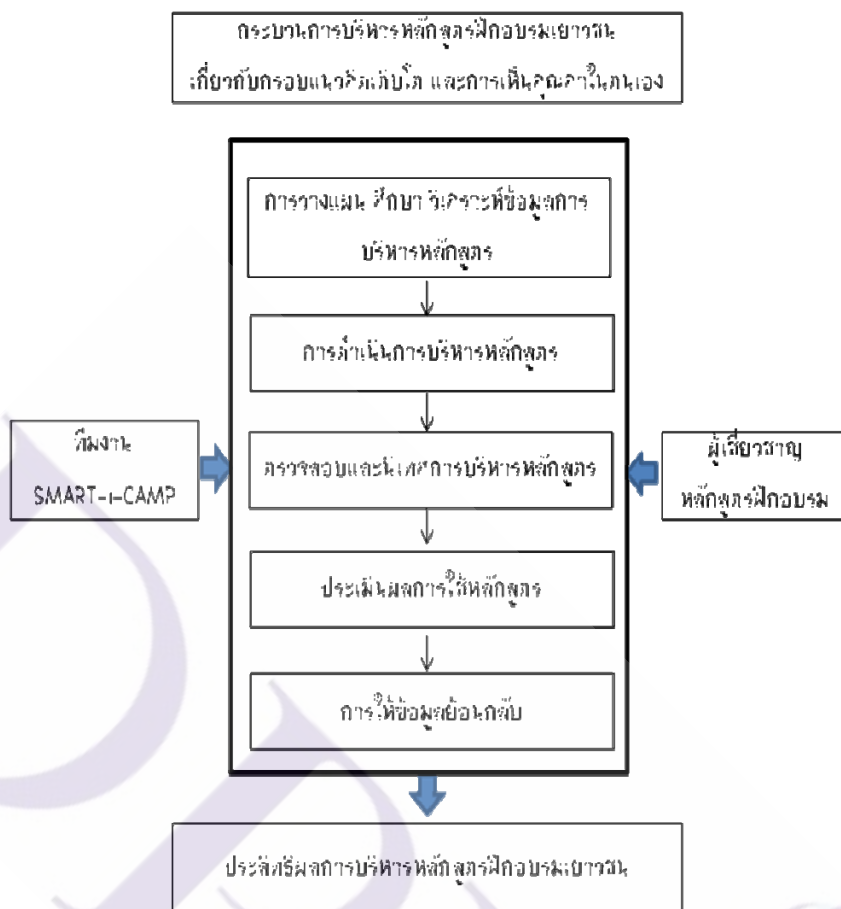 กระบวนการบริหารหลักสูตรฝึกอบรมเยาวชน
เกี่ยวกับกรอบแนวคิดเติบโต และการเห็นคุณค่าในตนเอง
การวางแผน ศึกษา วิเคราะห์ข้อมูลการ
บริหารหลักสูตร
การดำเนินการบริหารหลักสูตร
ทีมงาน
SMART-i-CAMP
ตรวจสอบและนิเทศการบริหารหลักสูตร
ผู้เชี่ยวชาญ
หลักสูตรฝึกอบรม
ประเมินผลการใช้หลักสูตร
การให้ข้อมูลย้อนกลับ
ประสิทธิผลการบริหารหลักสูตรฝึกอบรมเยาวชน